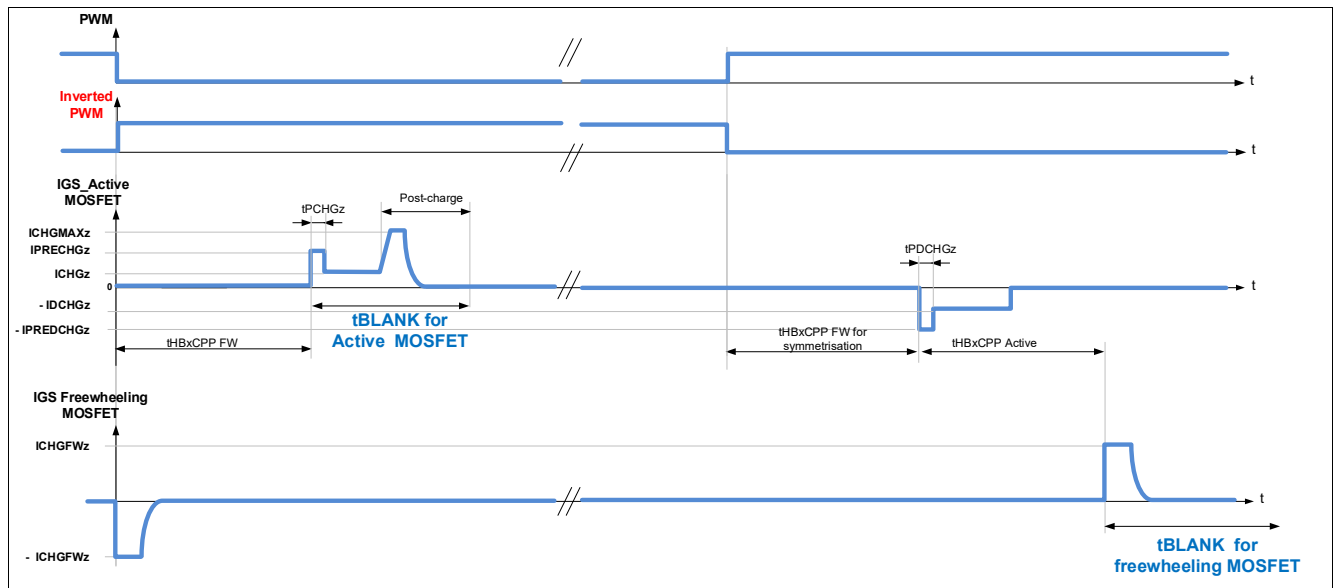 PWM
t
Inverted
PWM
t
IGS_Active
MOSFET
tPCHGz
Post-charge
ICHGMAXz
IPRECHGz
tPDCHGz
ICHGz
0
t
- IDCHGz
- IPREDCHGz
tBLANK for
Active MOSFET
tHBxCPP FW
tHBxCPP FW for
symmetrisation
tHBxCPP Active
IGS Freewheeling
MOSFET
ICHGFWz
t
- ICHGFWz
tBLANK for
freewheeling MOSFET